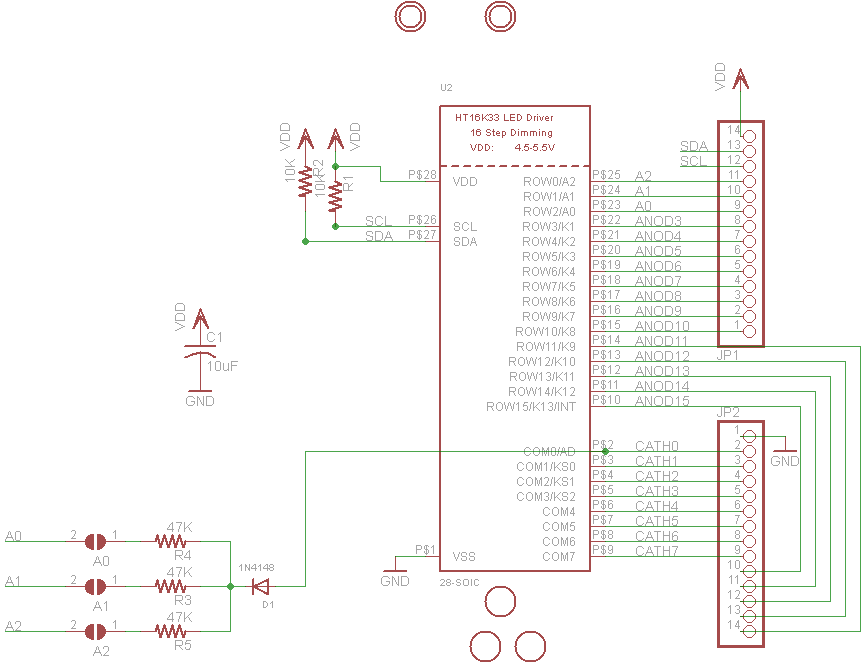 U2
HT16K33 LED Driver
16 Step Dimming
VDD: 4.5-5.5V
VDD
VDD
10K
R2
10K
R1
P$28 VDD
SCL P$26 SCL
SDA P$27 SDA
ROW0/A2 P$25 A2
ROW1/A1 P$24 A1
ROW2/A0 P$23 A0
ROW3/K1 P$22 ANOD3
ROW4/K2 P$21 ANOD4
ROW5/K3 P$20 ANOD5
ROW6/K4 P$19 ANOD6
ROW7/K5 P$18 ANOD7
ROW8/K6 P$17 ANOD8
ROW9/K7 P$16 ANOD9
ROW10/K8 P$15 ANOD10
ROW11/K9 P$14 ANOD11
ROW12/K10 P$13 ANOD12
ROW13/K11 P$12 ANOD13
ROW14/K12 P$11 ANOD14
ROW15/K13/INT P$10 ANOD15
COM0/AD P$2 CATH0
COM1/KS0 P$3 CATH1
COM2/KS1 P$4 CATH2
COM3/KS2 P$5 CATH3
COM4 P$6 CATH4
COM5 P$7 CATH5
COM6 P$8 CATH6
COM7 P$9 CATH7
P$1 VSS
GND
28-SOIC
VDD
14
SDA 13
SCL 12
11
10
9
8
7
6
5
4
3
2
1
JP1
JP2
1
2
3
4
5
6
7
8
9
10
11
12
13
14
GND
VDD
C1
10uF
GND
A0 2 1 47K
A0 R4
A1 2 1 47K
A1 R3
A2 2 1 47K
A2 R5
1N4148
D1